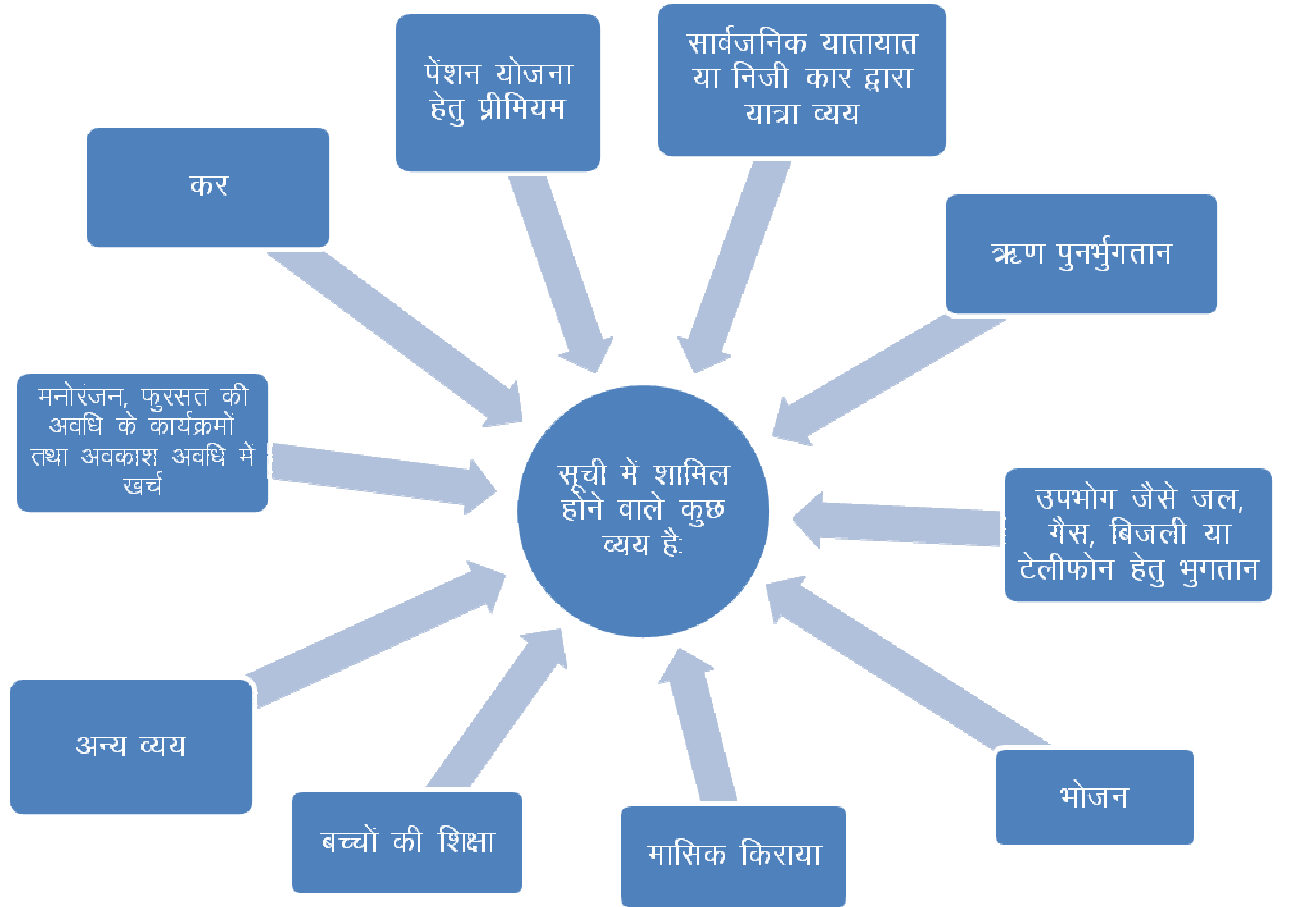 सार्वजनिक यातायात
या निजी कार द्वारा
यात्रा व्यय
पेंशन योजना
हेतु प्रीमियम
कर
ऋण पुनर्भुगतान
मनोरंजन, फुरसत की
अवधि के कार्यक्रमों
तथा अवकाश अवधि में
खर्च
सूची में शामिल
होने वाले कुछ
व्यय है:
उपभोग जैसे जल,
गैस, बिजली या
टेलीफोन हेतु भुगतान
अन्य व्यय
भोजन
बच्चों की शिक्षा
मासिक किराया